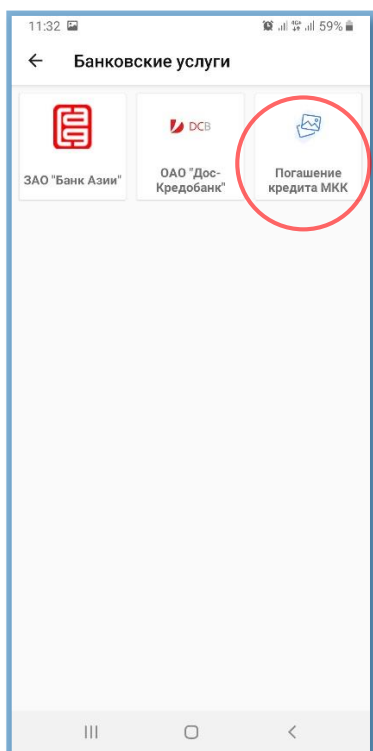 11:32 59%
Банковские услуги
DCB
ЗАО "Банк Азии"
ОАО "Дос-
Кредобанк"
Погашение
кредита МКК